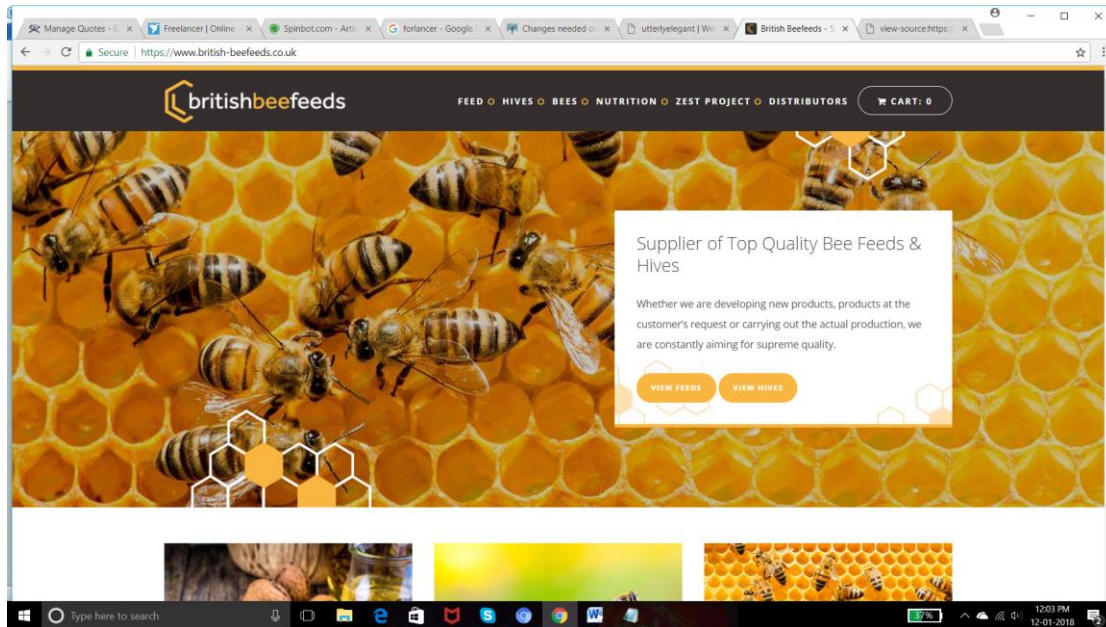 Manage Quotes - G
Freelancer | Online
Spinbot.com - Artic
forlancer - Google
Changes needed o
utterlyelegant | We
British Beefeeds - S
view-source:https:/
Secure | https://www.british-beefeeds.co.uk
britishbeefeeds
FEED HIVES BEES NUTRITION ZEST PROJECT DISTRIBUTORS CART: 0
Supplier of Top Quality Bee Feeds &
Hives
Whether we are developing new products, products at the
customer's request or carrying out the actual production, we
are constantly aiming for supreme quality.
VIEW FEEDS VIEW HIVES
Type here to search
37%
12:03 PM
12-01-2018